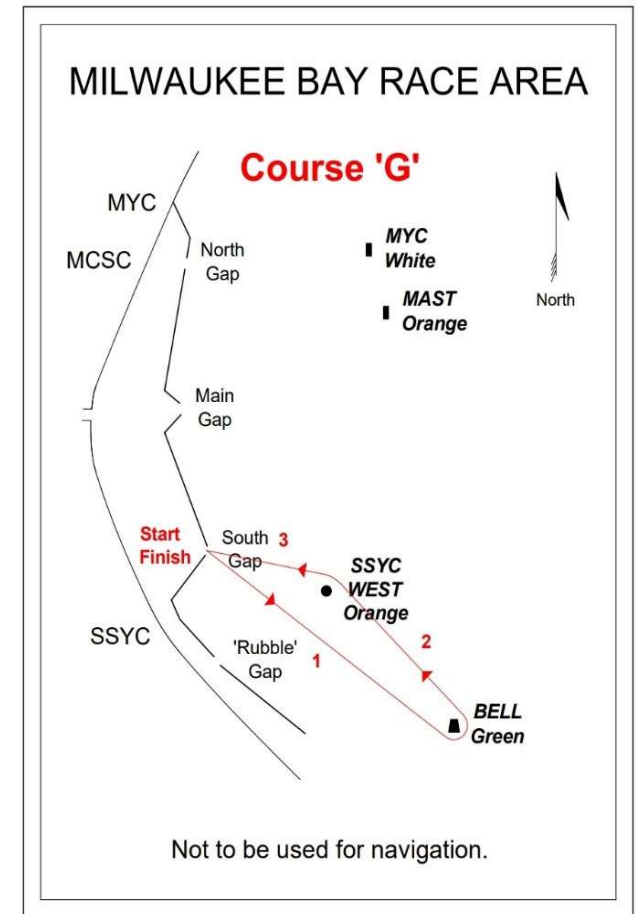 MILWAUKEE BAY RACE AREA
Course 'G'
MYC
MCSC
North
Gap
MYC
White
MAST
Orange
North
Main
Gap
Start
Finish
South
Gap
3
SSYC
WEST
Orange
SSYC
'Rubble'
Gap
1
2
BELL
Green
Not to be used for navigation.